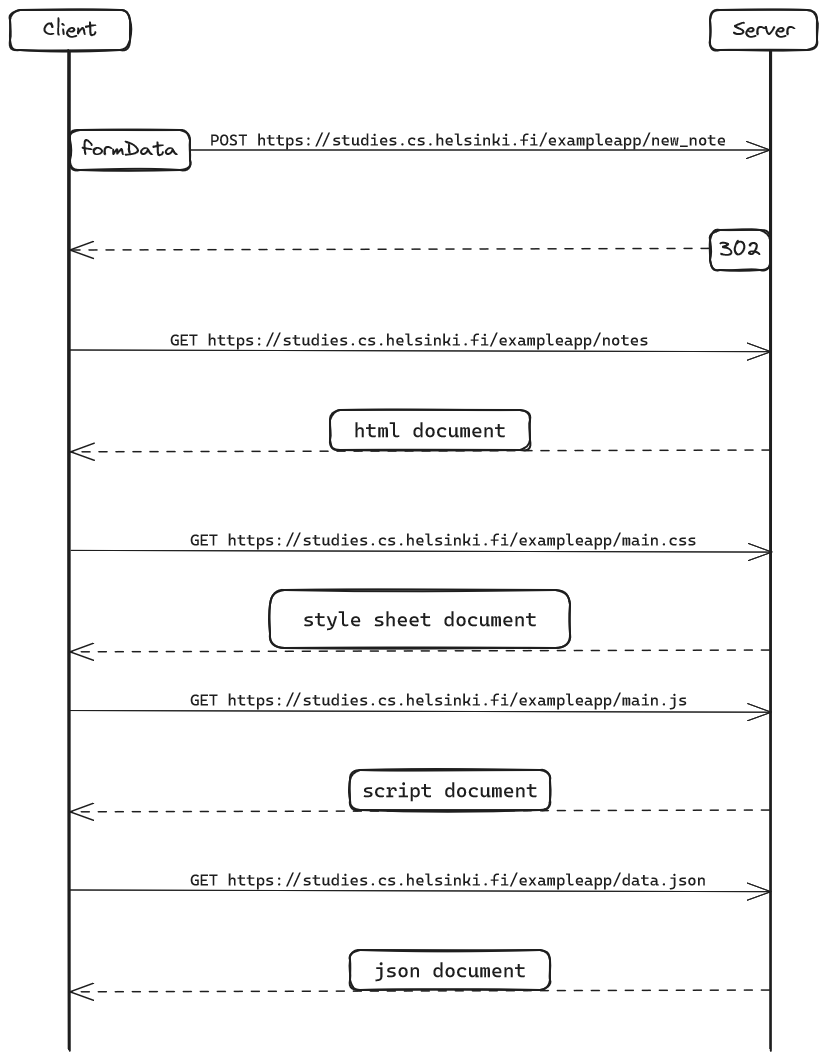 Client
Server
formData
POST https://studies.cs.helsinki.fi/exampleapp/new_note
302
GET https://studies.cs.helsinki.fi/exampleapp/notes
html document
GET https://studies.cs.helsinki.fi/exampleapp/main.css
style sheet document
GET https://studies.cs.helsinki.fi/exampleapp/main.js
script document
GET https://studies.cs.helsinki.fi/exampleapp/data.json
json document